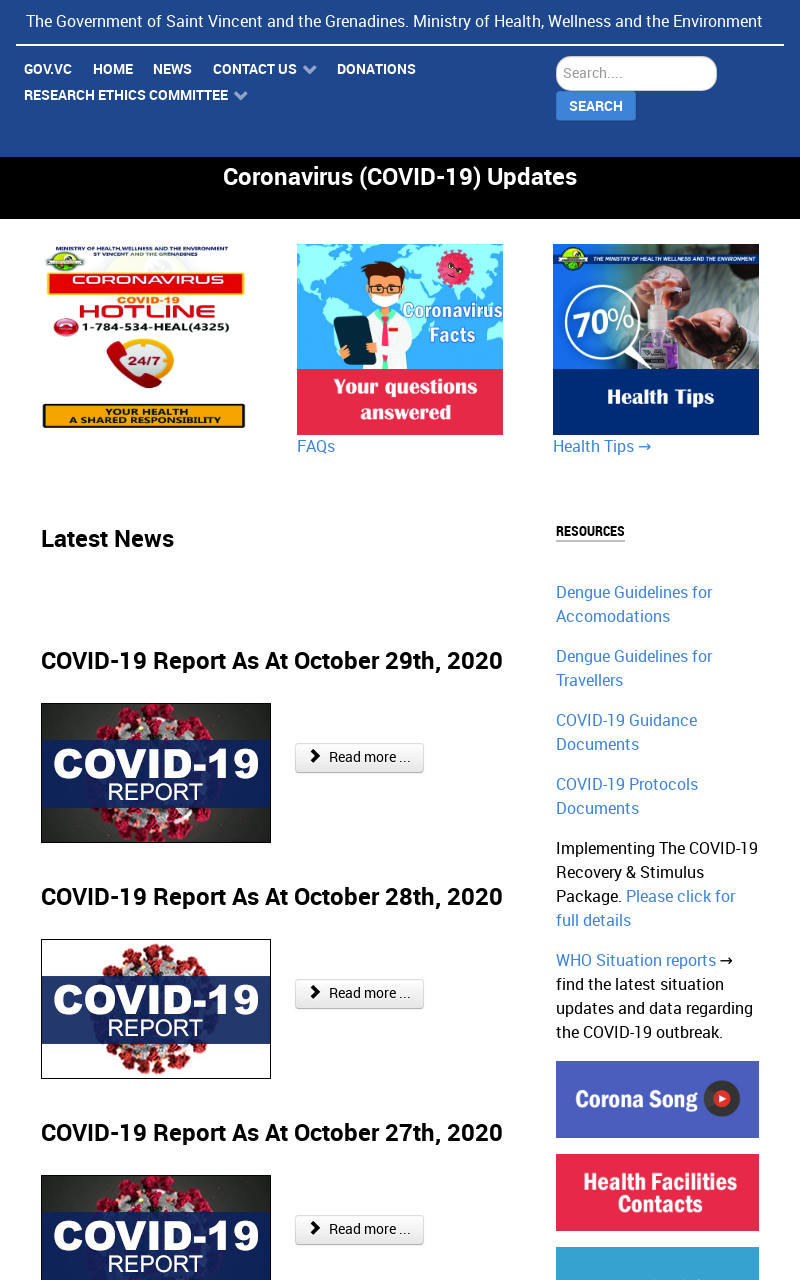 The Government of Saint Vincent and the Grenadines. Ministry of Health, Wellness and the Environment
GOV.VC HOME NEWS CONTACT US DONATIONS
RESEARCH ETHICS COMMITTEE
Search....
SEARCH
Coronavirus (COVID-19) Updates
MINISTRY OF HEALTH,WELLNESS AND THE ENVIRONMENT
ST VINCENT AND THE GRENADINES
CORONAVIRUS
COVID-19
HOTLINE
1-784-534-HEAL(4325)
24/7
YOUR HEALTH
A SHARED RESPONSIBILITY
Coronavirus
Facts
Your questions
answered
FAQs
THE MINISTRY OF HEALTH WELLNESS AND THE ENVIRONMENT
70%
Health Tips
Health Tips →
Latest News
COVID-19 Report As At October 29th, 2020
COVID-19
REPORT
Read more ...
COVID-19 Report As At October 28th, 2020
COVID-19
REPORT
Read more ...
COVID-19 Report As At October 27th, 2020
COVID-19
REPORT
Read more ...
RESOURCES
Dengue Guidelines for
Accomodations
Dengue Guidelines for
Travellers
COVID-19 Guidance
Documents
COVID-19 Protocols
Documents
Implementing The COVID-19
Recovery & Stimulus
Package. Please click for
full details
WHO Situation reports →
find the latest situation
updates and data regarding
the COVID-19 outbreak.
Corona Song
Health Facilities
Contacts